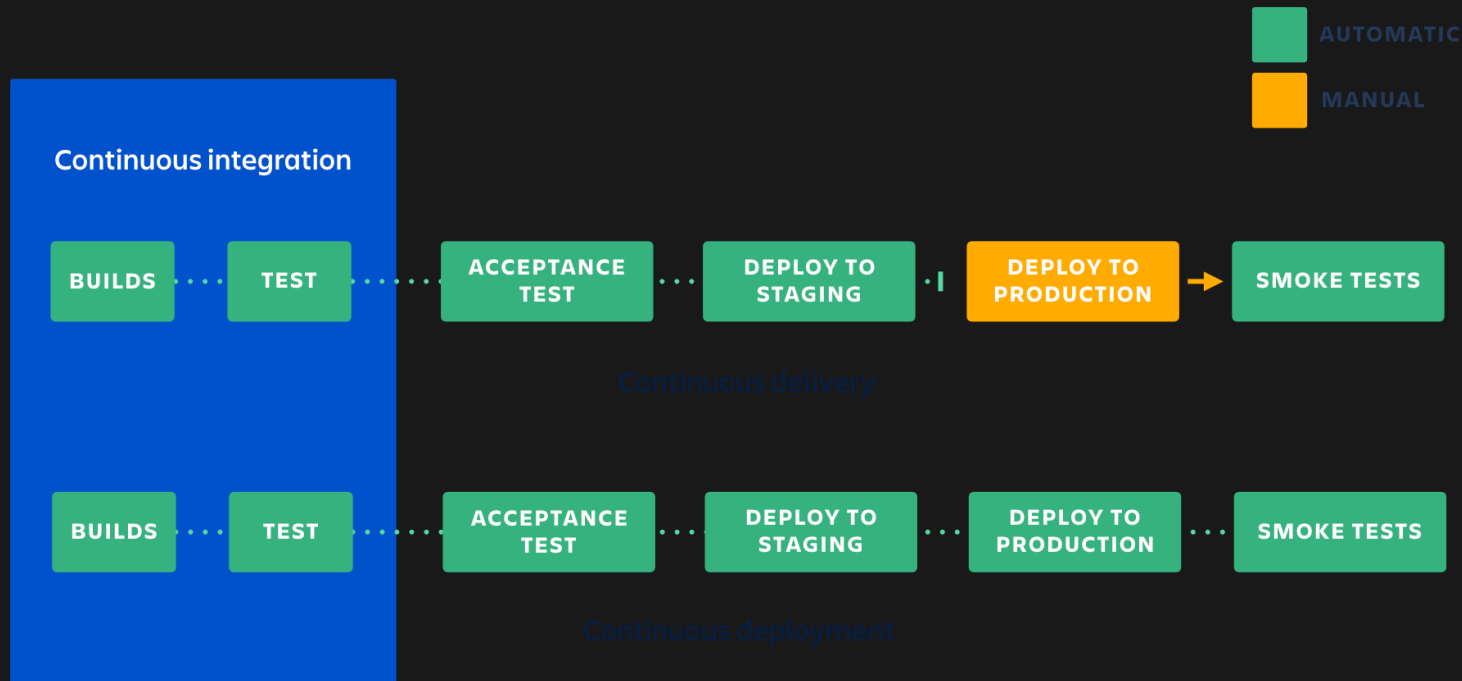 AUTOMATIC
MANUAL
Continuous integration
BUILDS
TEST
ACCEPTANCE
TEST
DEPLOY TO
STAGING
DEPLOY TO
PRODUCTION
SMOKE TESTS
Continuous delivery
BUILDS
TEST
ACCEPTANCE
TEST
DEPLOY TO
STAGING
DEPLOY TO
PRODUCTION
SMOKE TESTS
Continuous deployment